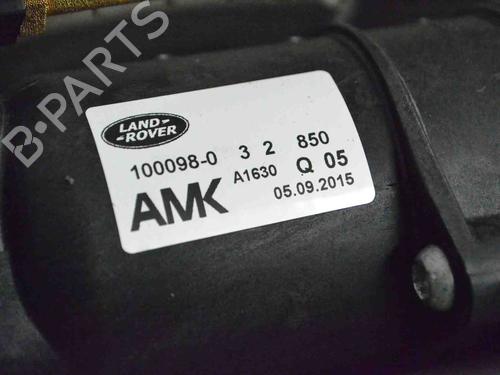 B-PARTS
LAND-
-ROVER
100098-0 3 2 850
A1630 Q 05
AMK 05.09.2015